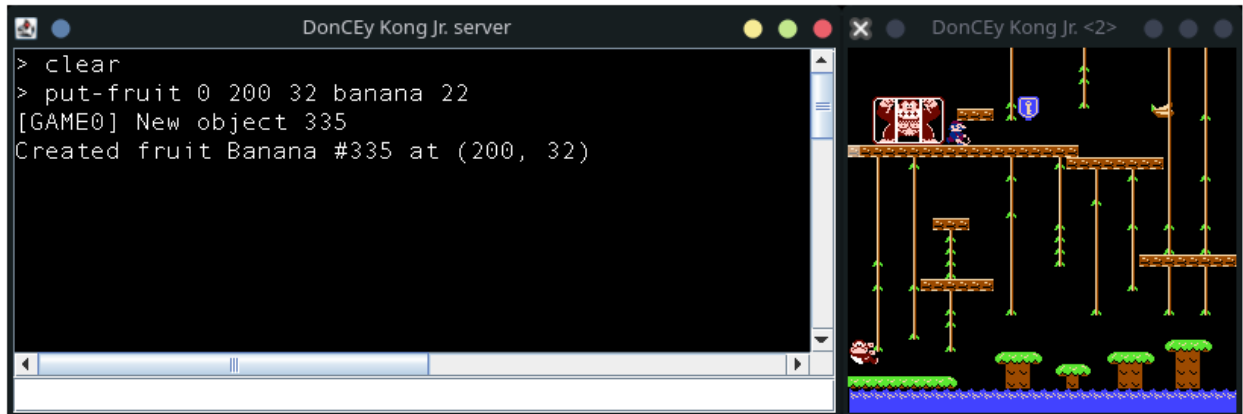 DonCEy Kong Jr. server
> clear
> put-fruit 0 200 32 banana 22
[GAME0] New object 335
Created fruit Banana #335 at (200, 32)
DonCEy Kong Jr. <2>